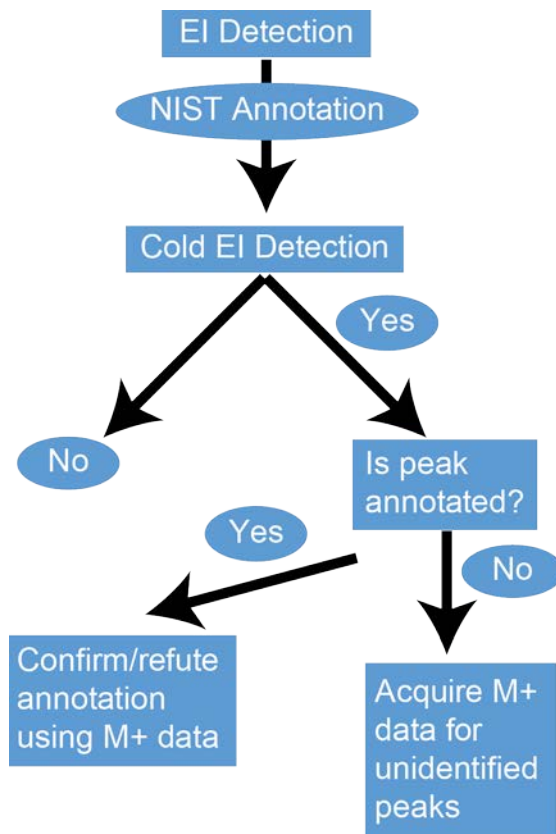 EI Detection
NIST Annotation
Cold EI Detection
Yes
No
Is peak
annotated?
Yes
No
Confirm/refute
annotation
using M+ data
Acquire M+
data for
unidentified
peaks